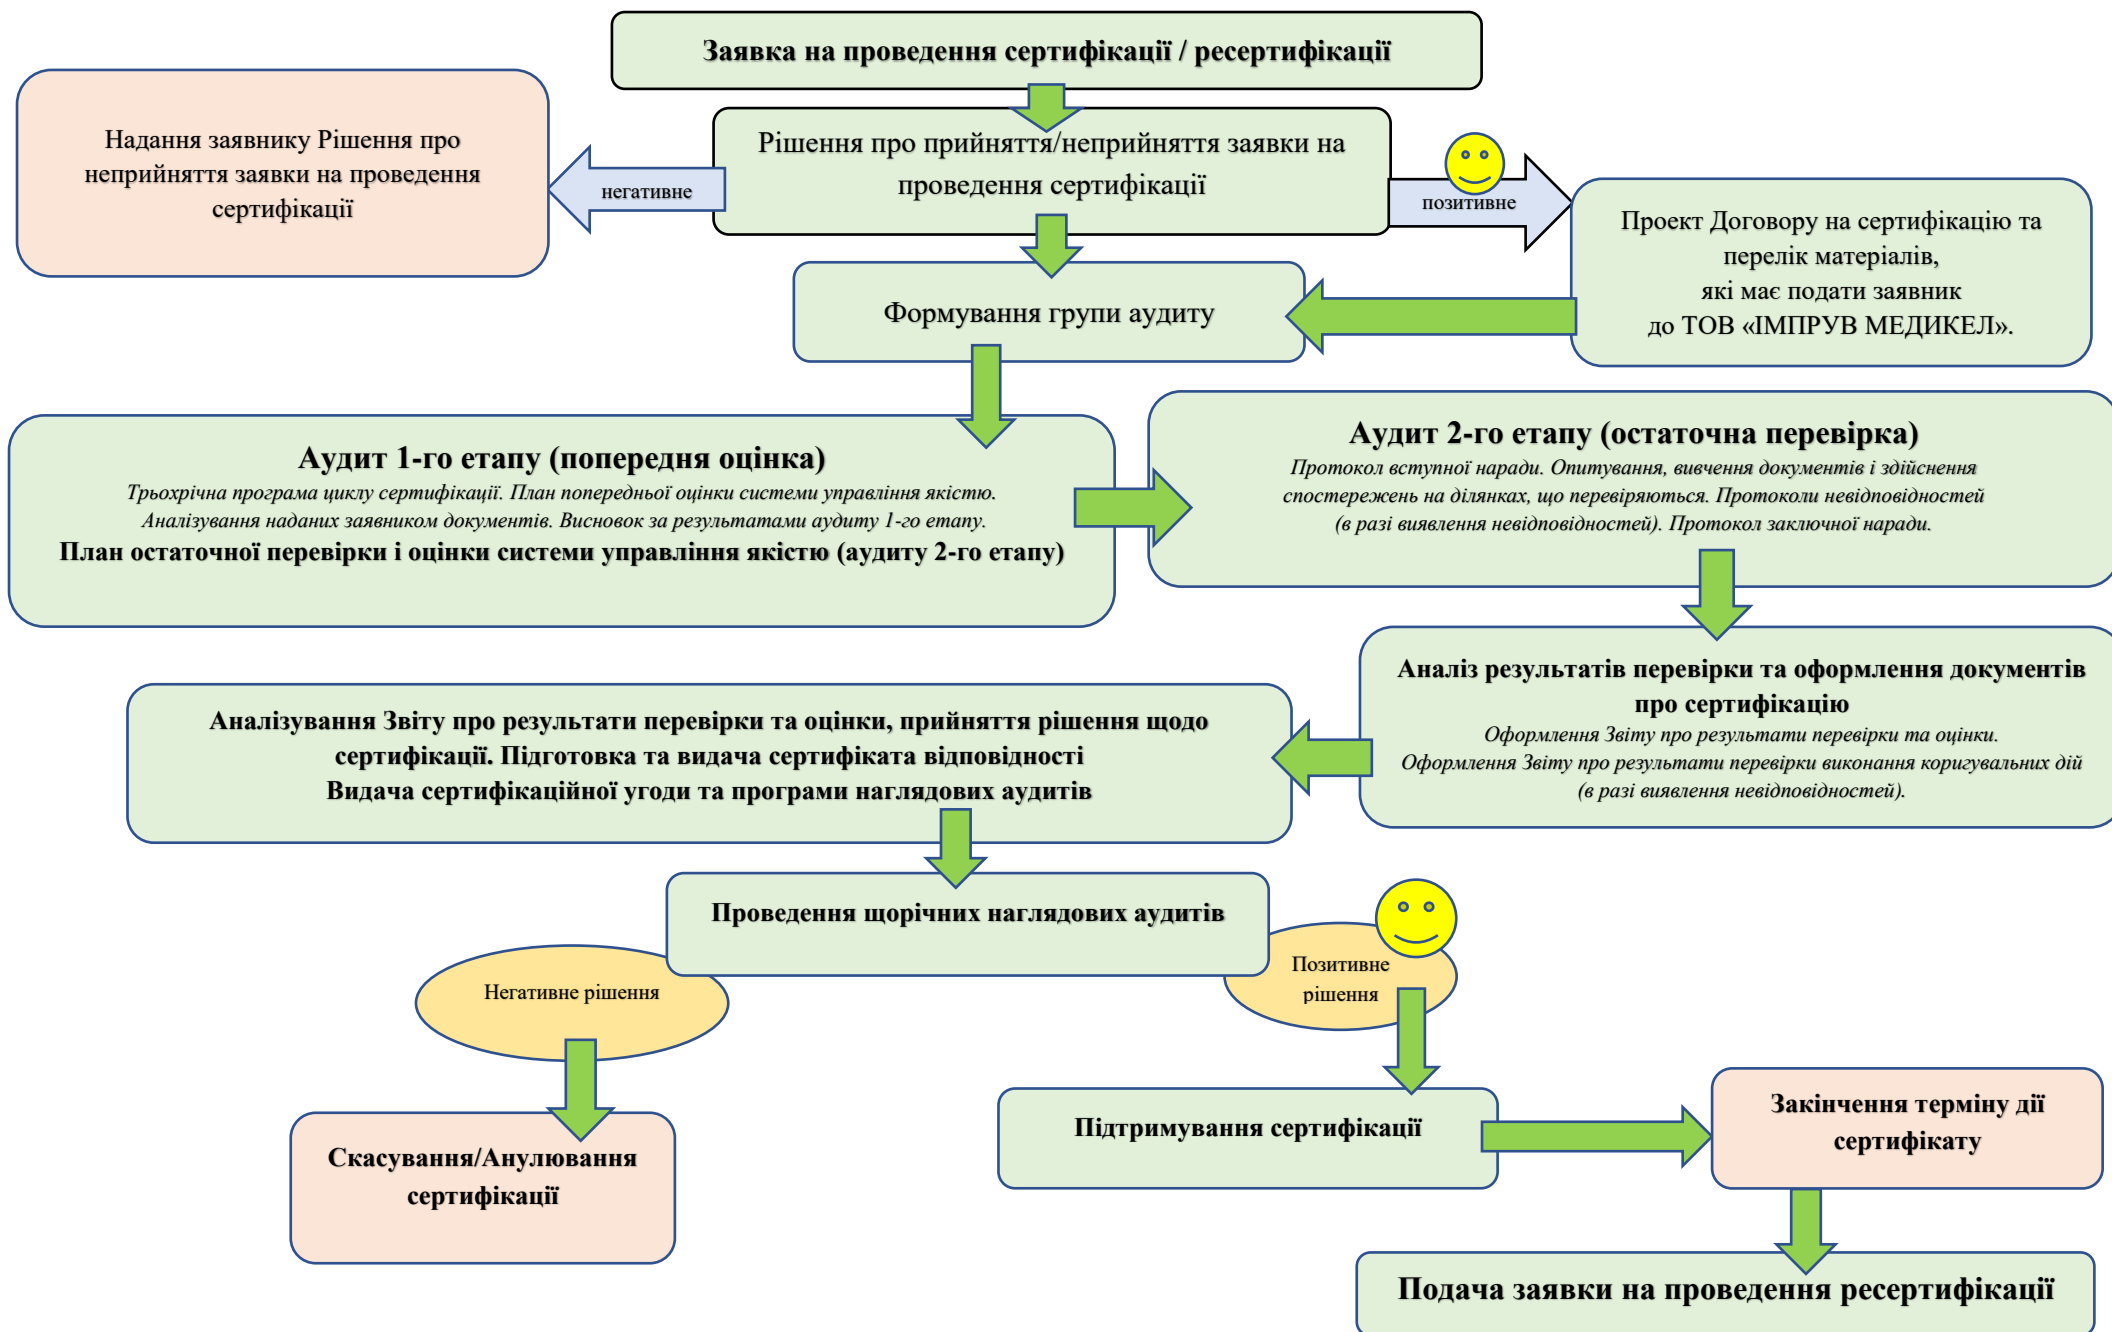 Заявка на проведення сертифікації / ресертифікації
Надання заявнику Рішення про
неприйняття заявки на проведення
сертифікації
негативне
Рішення про прийняття/неприйняття заявки на
проведення сертифікації
позитивне
Проект Договору на сертифікацію та
перелік матеріалів,
які має подати заявник
до ТОВ «ІМПРУВ МЕДИКЕЛ».
Формування групи аудиту
Аудит 1-го етапу (попередня оцінка)
Трьохрічна програма циклу сертифікації. План попередньої оцінки системи управління якістю.
Аналізування наданих заявником документів. Висновок за результатами аудиту 1-го етапу.
План остаточної перевірки і оцінки системи управління якістю (аудиту 2-го етапу)
Аудит 2-го етапу (остаточна перевірка)
Протокол вступної наради. Опитування, вивчення документів і здійснення
спостережень на ділянках, що перевіряються. Протоколи невідповідностей
(в разі виявлення невідповідностей). Протокол заключної наради.
Аналіз результатів перевірки та оформлення документів
про сертифікацію
Оформлення Звіту про результати перевірки та оцінки.
Оформлення Звіту про результати перевірки виконання коригувальних дій
(в разі виявлення невідповідностей).
Аналізування Звіту про результати перевірки та оцінки, прийняття рішення щодо
сертифікації. Підготовка та видача сертифіката відповідності
Видача сертифікаційної угоди та програми наглядових аудитів
Проведення щорічних наглядових аудитів
Негативне рішення
Позитивне
рішення
Скасування/Анулювання
сертифікації
Підтримування сертифікації
Закінчення терміну дії
сертифікату
Подача заявки на проведення ресертифікації